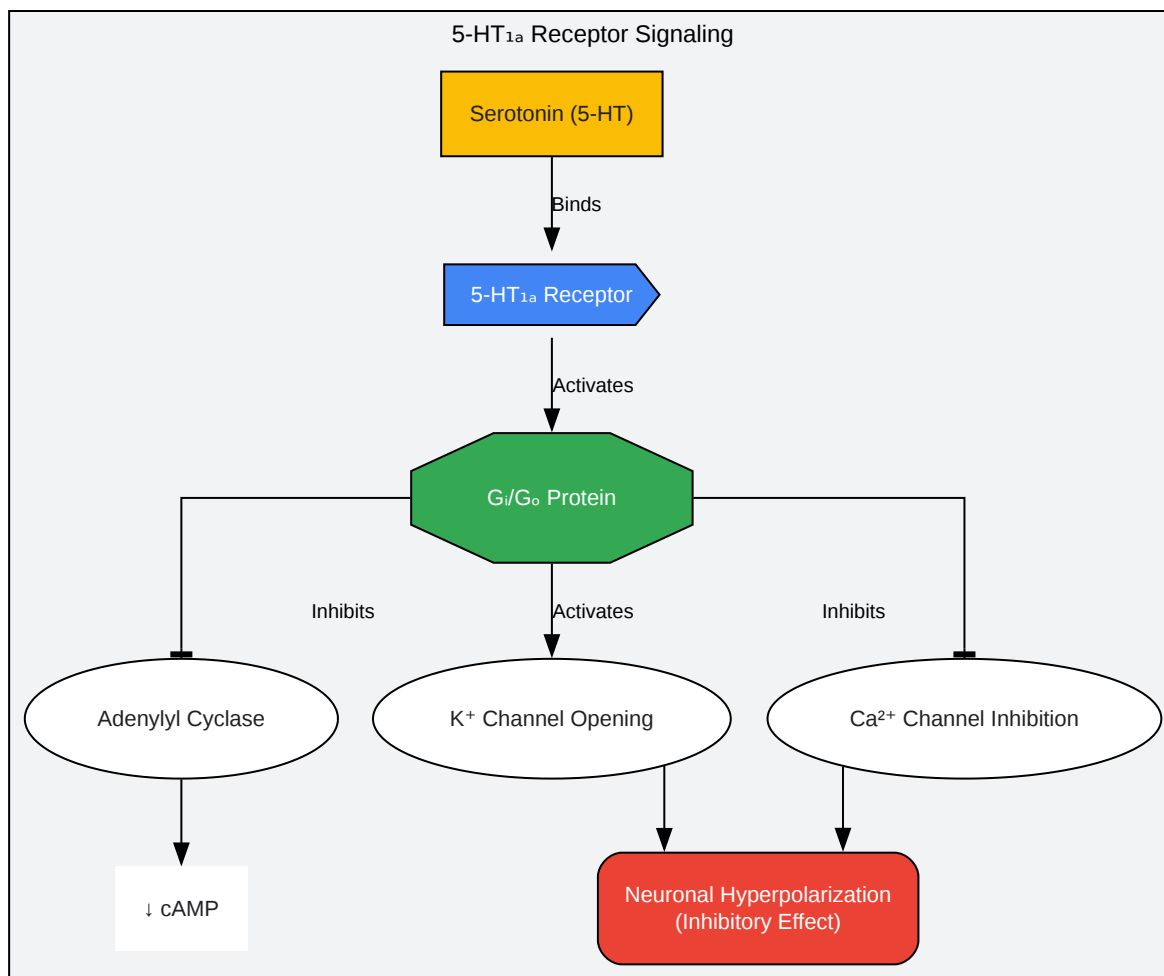 5-HT₁ₐ Receptor Signaling
Serotonin (5-HT)
Binds
5-HT₁ₐ Receptor
Activates
Gᵢ/Gₒ Protein
Inhibits
Activates
Inhibits
Adenylyl Cyclase
K⁺ Channel Opening
Ca²⁺ Channel Inhibition
↓ cAMP
Neuronal Hyperpolarization
(Inhibitory Effect)